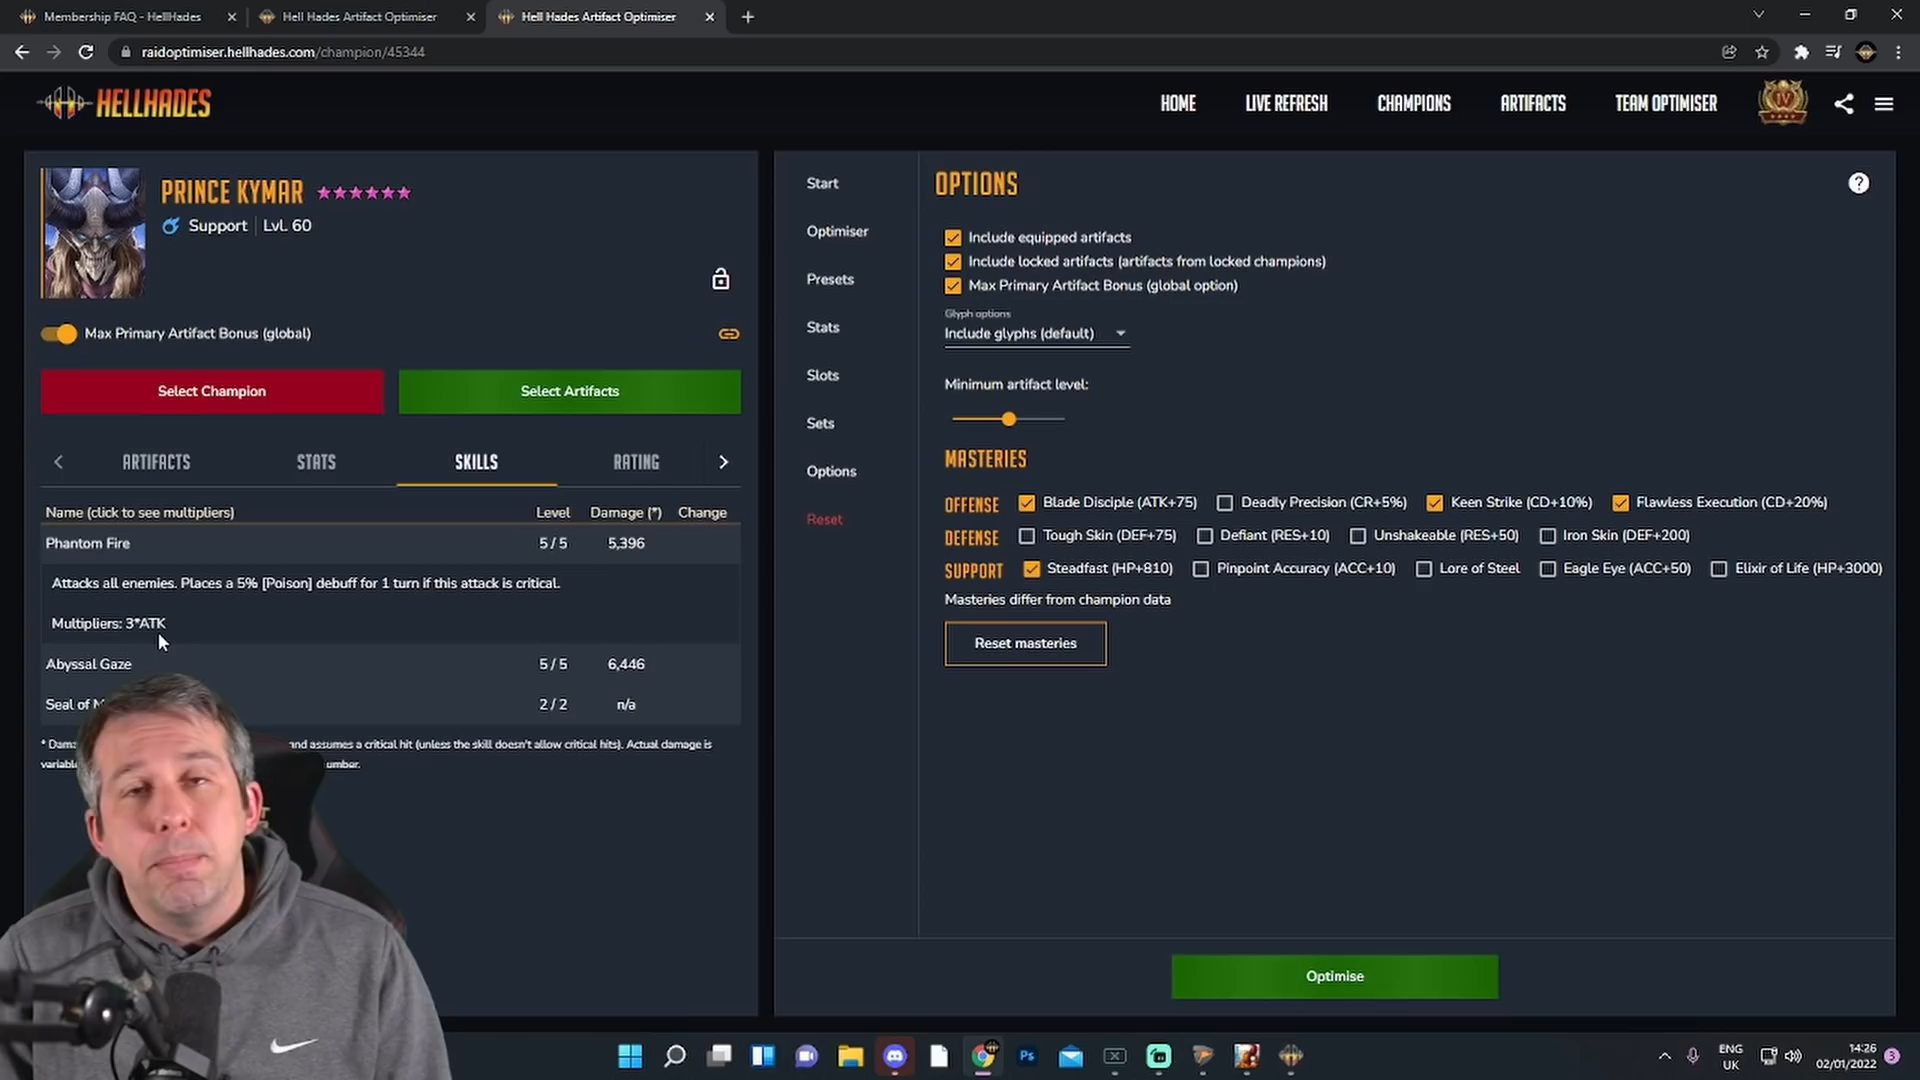 Membership FAQ - HellHades
Hell Hades Artifact Optimiser
Hell Hades Artifact Optimiser
raidoptimiser.hellhades.com/champion/45344
HELLHADES
HOME
LIVE REFRESH
CHAMPIONS
ARTIFACTS
TEAM OPTIMISER
IV
PRINCE KYMAR
Support
Lvl. 60
Max Primary Artifact Bonus (global)
Select Champion
Select Artifacts
ARTIFACTS
STATS
SKILLS
RATING
Name (click to see multipliers)
Level
Damage (*)
Change
Phantom Fire
5 / 5
5,396
Attacks all enemies. Places a 5% [Poison] debuff for 1 turn if this attack is critical.
Multipliers: 3*ATK
Abyssal Gaze
5 / 5
6,446
Seal of
2 / 2
n/a
and assumes a critical hit (unless the skill doesn't allow critical hits). Actual damage is
Start
Optimiser
Presets
Stats
Slots
Sets
Options
Reset
OPTIONS
?
Include equipped artifacts
Include locked artifacts (artifacts from locked champions)
Max Primary Artifact Bonus (global option)
Glyph options
Include glyphs (default)
Minimum artifact level:
MASTERIES
OFFENSE
Blade Disciple (ATK+75)
Deadly Precision (CR+5%)
Keen Strike (CD+10%)
Flawless Execution (CD+20%)
DEFENSE
Tough Skin (DEF+75)
Defiant (RES+10)
Unshakeable (RES+50)
Iron Skin (DEF+200)
SUPPORT
Steadfast (HP+810)
Pinpoint Accuracy (ACC+10)
Lore of Steel
Eagle Eye (ACC+50)
Elixir of Life (HP+3000)
Masteries differ from champion data
Reset masteries
Optimise
Ps
ENG
UK
14:26
02/01/2022
3